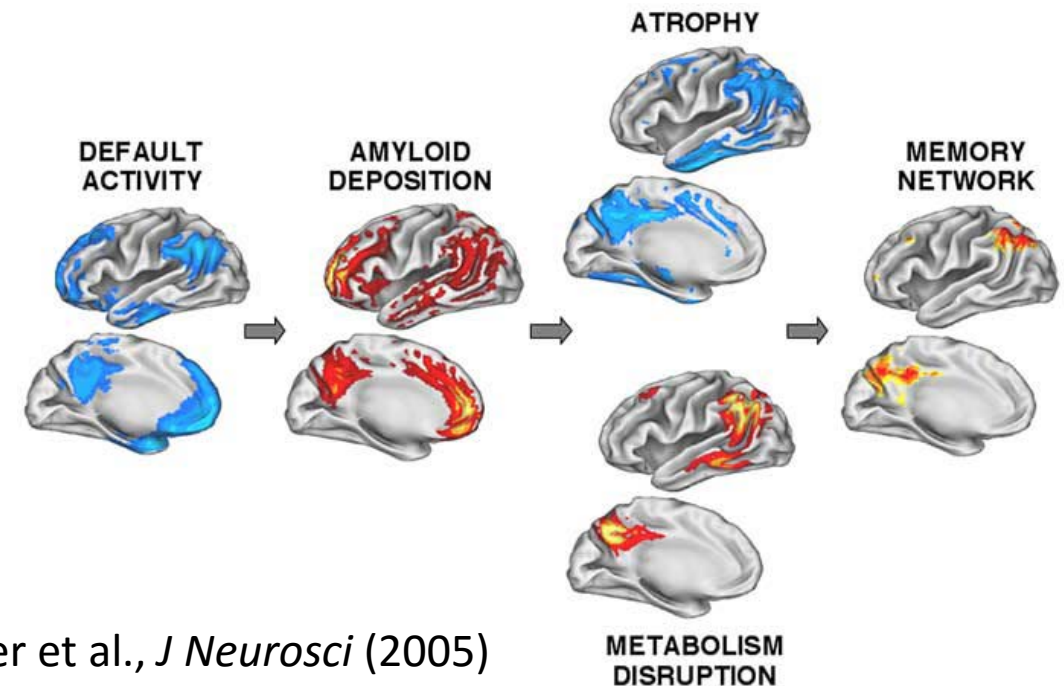 ATROPHY
DEFAULT
ACTIVITY
AMYLOID
DEPOSITION
MEMORY
NETWORK
er et al., J Neurosci (2005)
METABOLISM
DISRUPTION